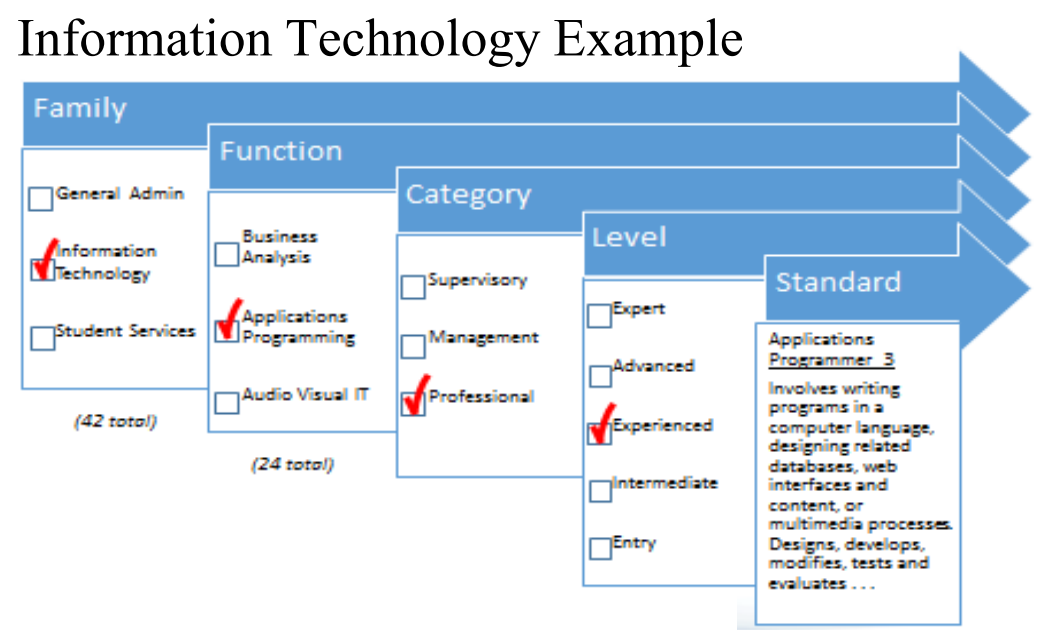 Information Technology Example
Family
General Admin
Information
Technology
Student Services
(42 total)
Function
Business
Analysis
Applications
Programming
Audio Visual IT
(24 total)
Category
Supervisory
Management
Professional
Level
Expert
Advanced
Experienced
Intermediate
Entry
Standard
Applications
Programmer 3
Involves writing
programs in a
computer language,
designing related
databases, web
interfaces and
content, or
multimedia processes.
Designs, develops,
modifies, tests and
evaluates . . .